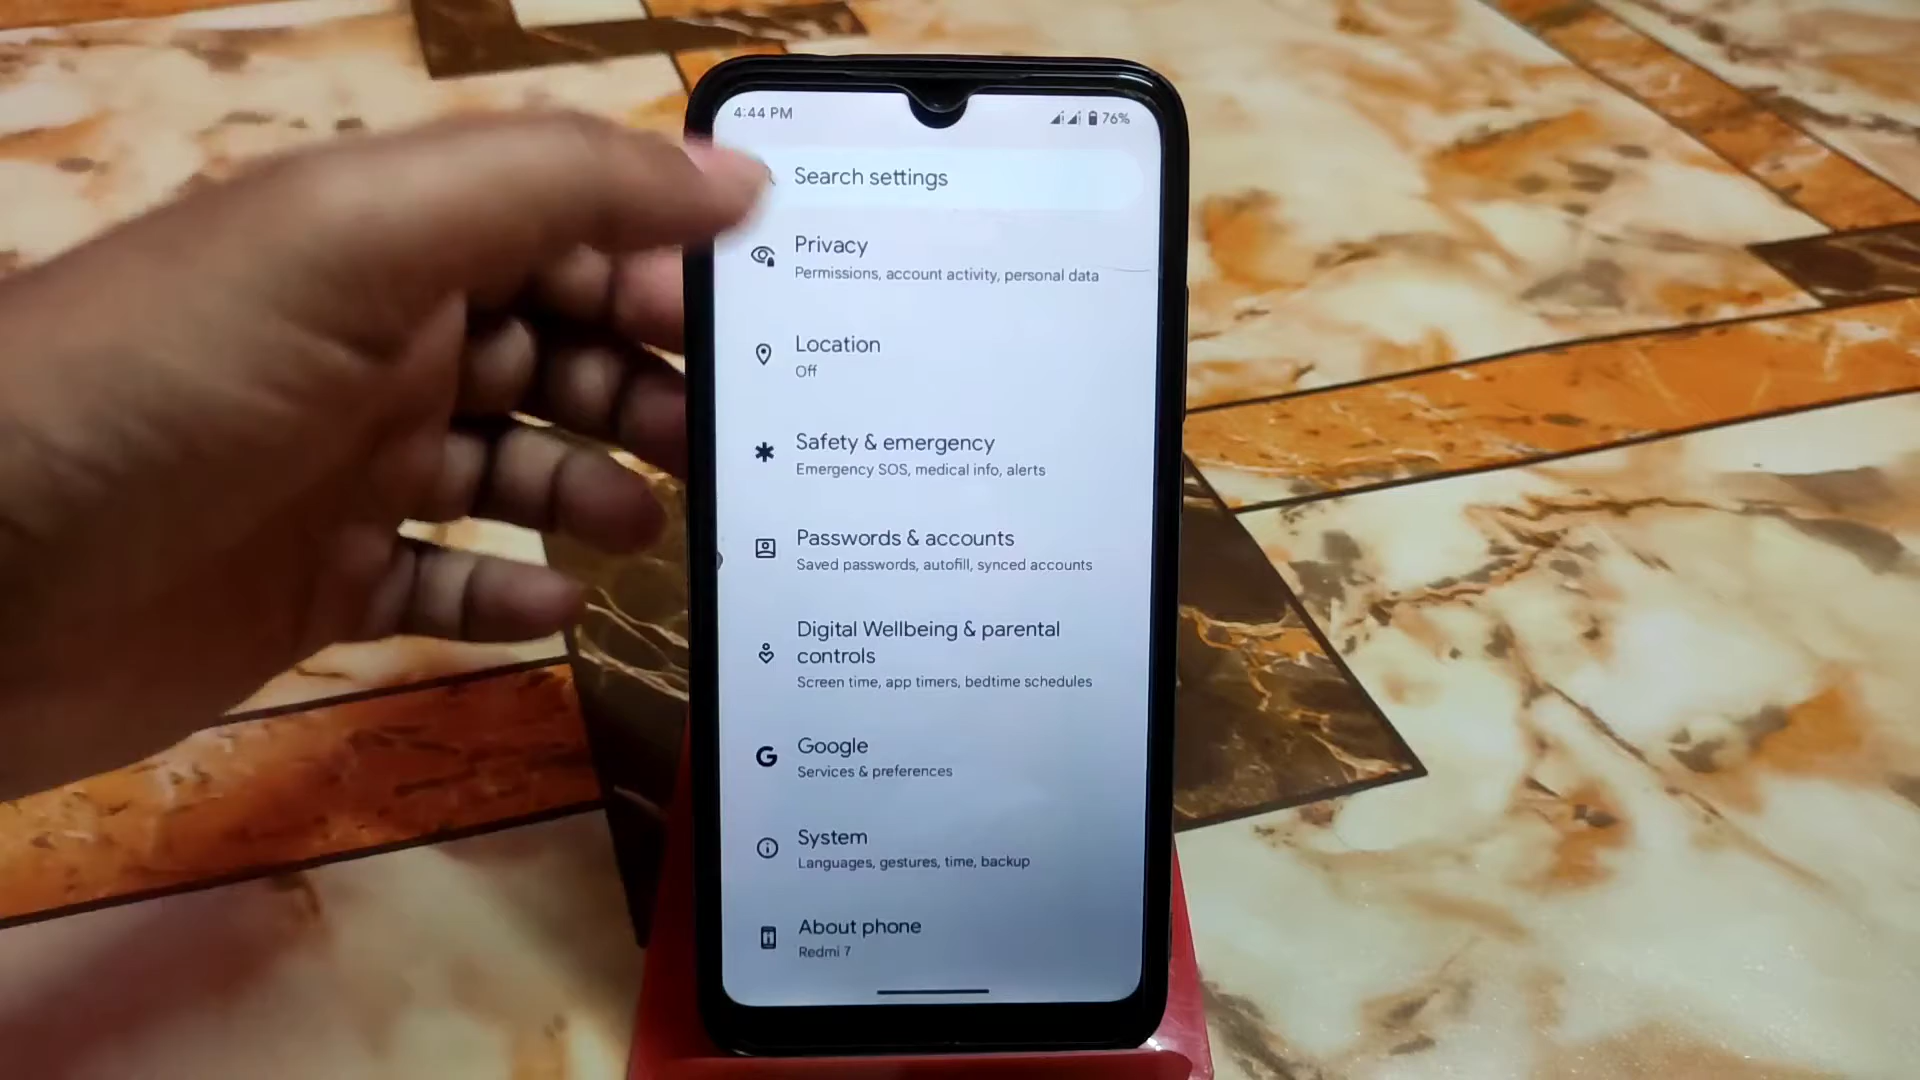 4:44 PM
76%
Search settings
Privacy
Permissions, account activity, personal data
Location
Off
Safety & emergency
Emergency SOS, medical info, alerts
Passwords & accounts
Saved passwords, autofill, synced accounts
Digital Wellbeing & parental
controls
Screen time, app timers, bedtime schedules
Google
Services & preferences
System
Languages, gestures, time, backup
About phone
Redmi 7